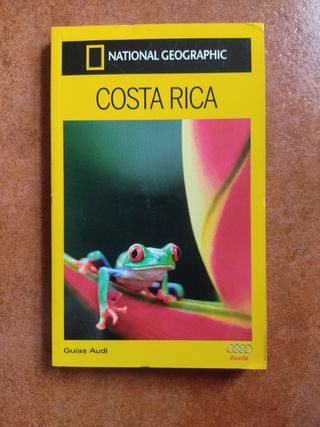 NATIONAL GEOGRAPHIC
COSTA RICA
Guías Audi
Audi